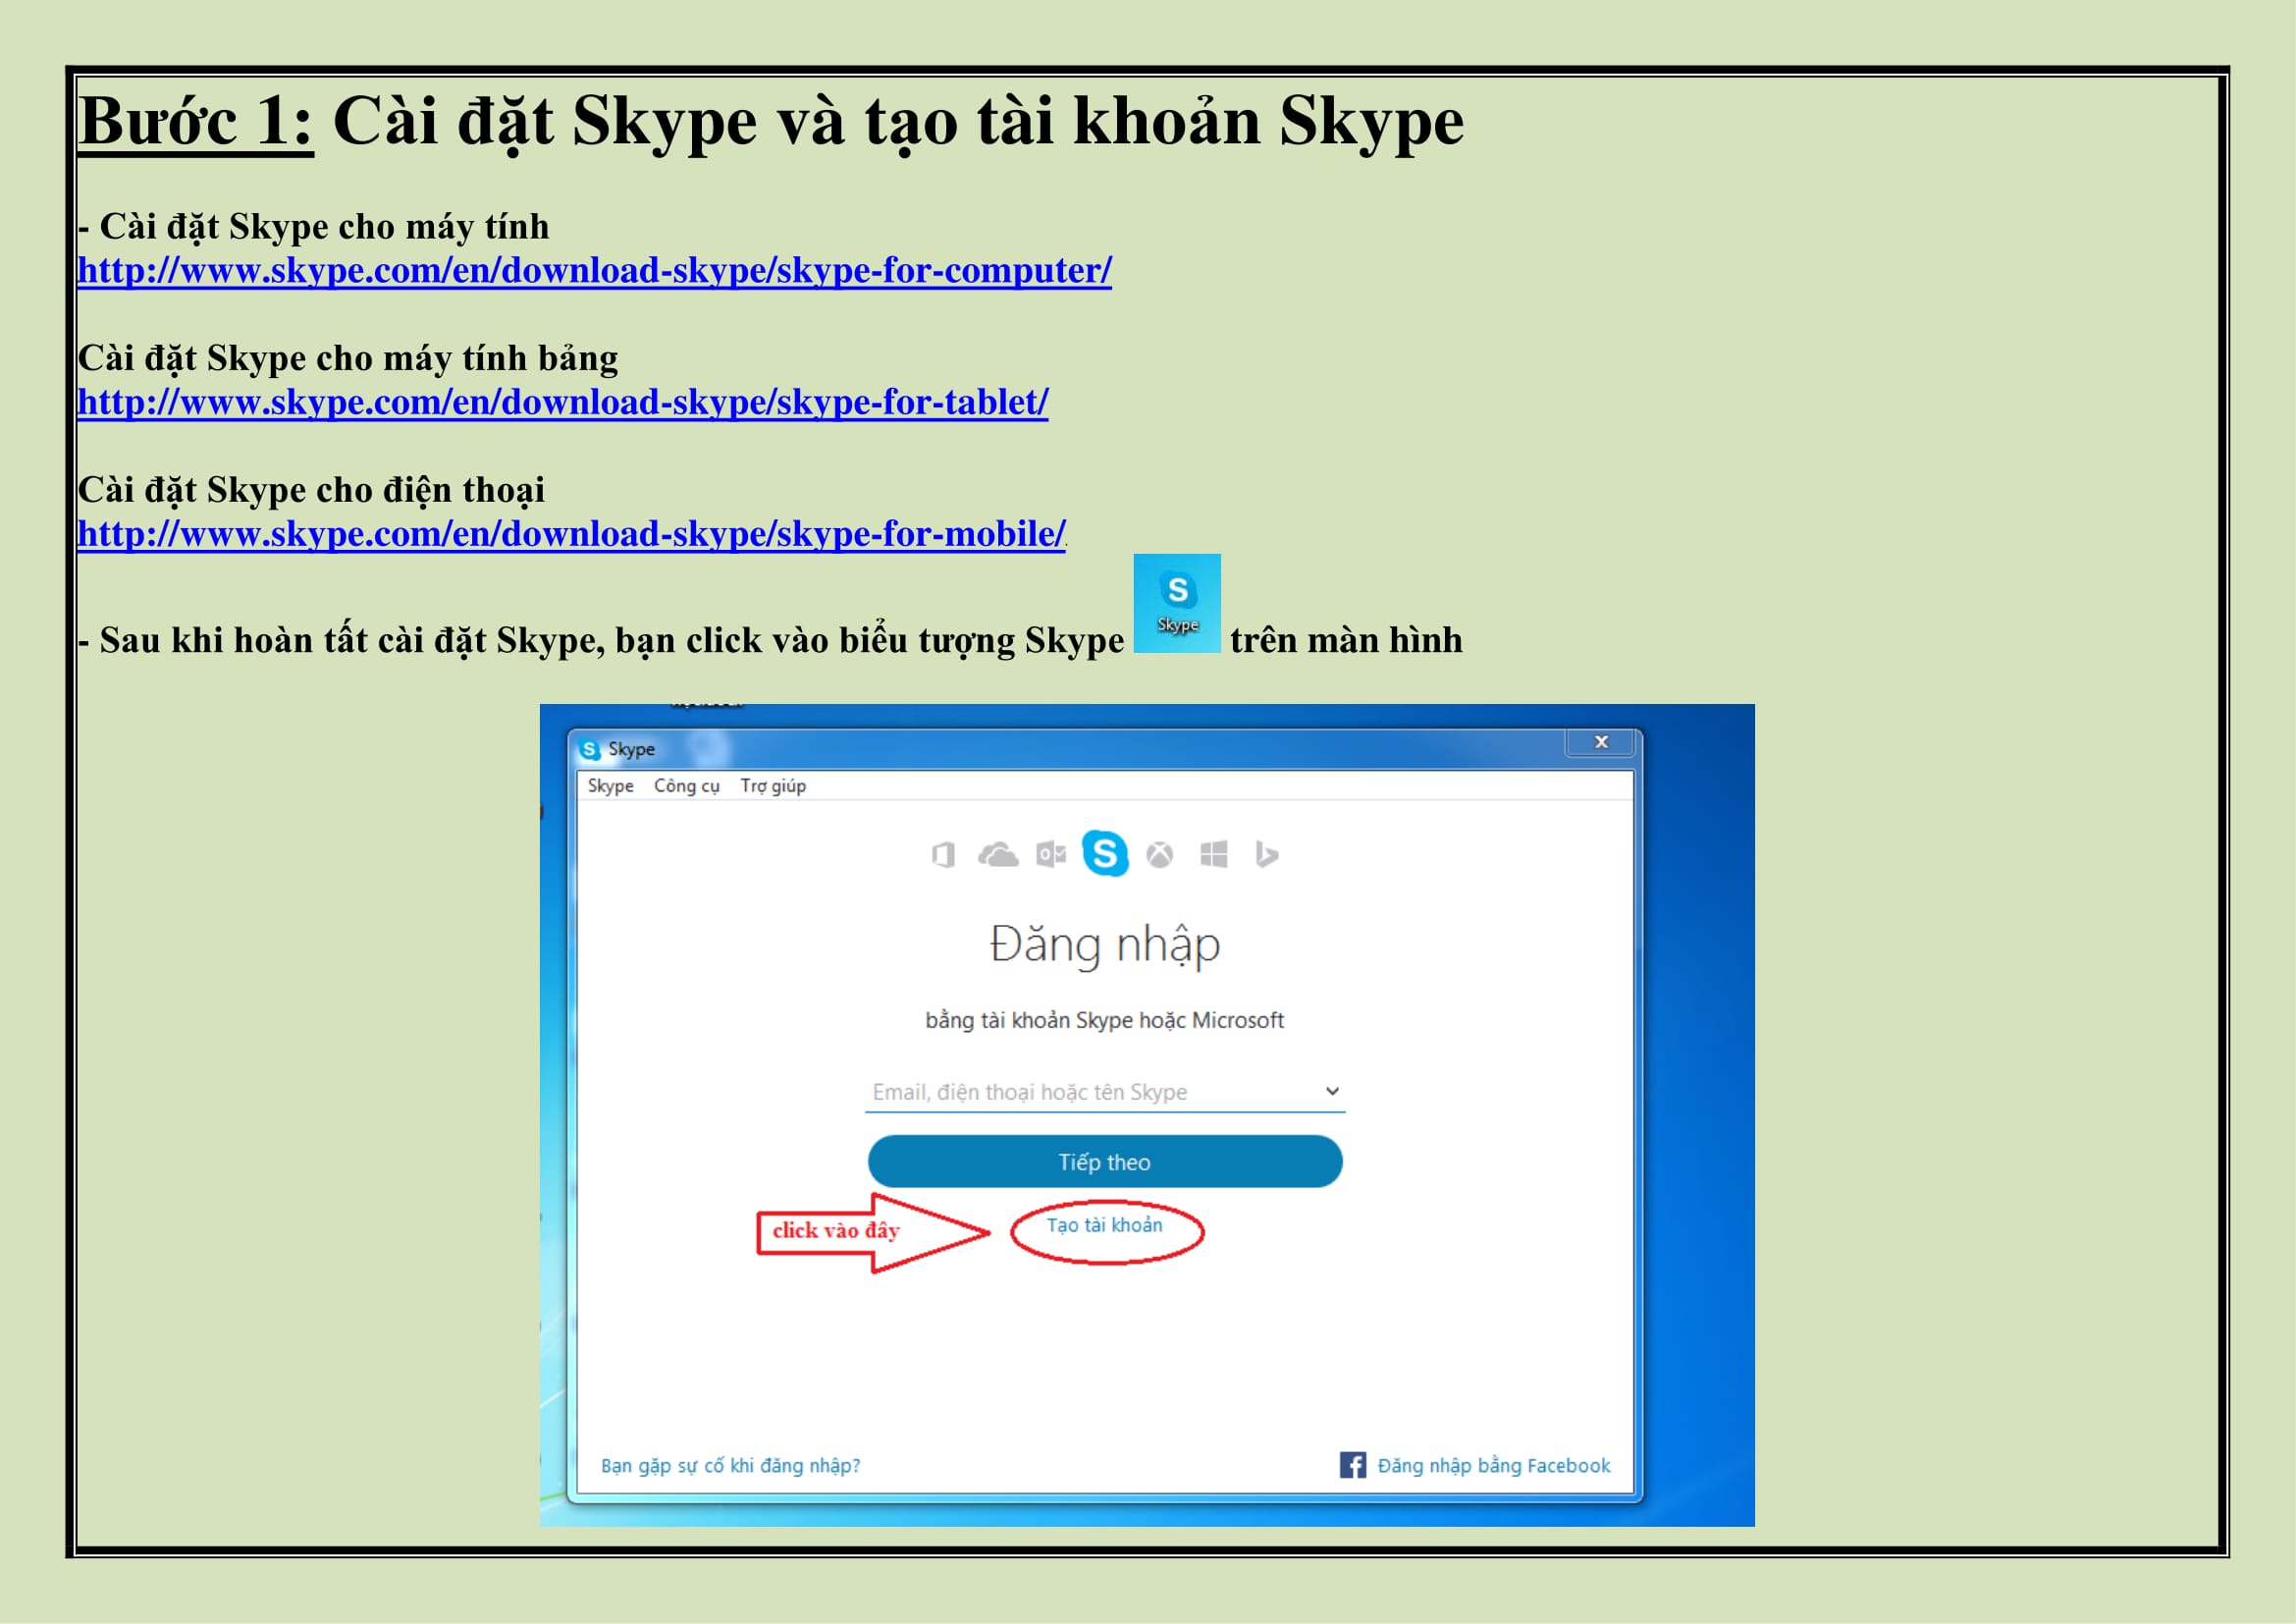 Bước 1: Cài đặt Skype và tạo tài khoản Skype
- Cài đặt Skype cho máy tính
http://www.skype.com/en/download-skype/skype-for-computer/
Cài đặt Skype cho máy tính bảng
http://www.skype.com/en/download-skype/skype-for-tablet/
Cài đặt Skype cho điện thoại
http://www.skype.com/en/download-skype/skype-for-mobile/.
- Sau khi hoàn tất cài đặt Skype, bạn click vào biểu tượng Skype S Skype trên màn hình
S Skype x
Skype Công cụ Trợ giúp
S
Đăng nhập
bằng tài khoản Skype hoặc Microsoft
Email, điện thoại hoặc tên Skype
Tiếp theo
click vào đây Tạo tài khoản
Bạn gặp sự cố khi đăng nhập? f Đăng nhập bằng Facebook